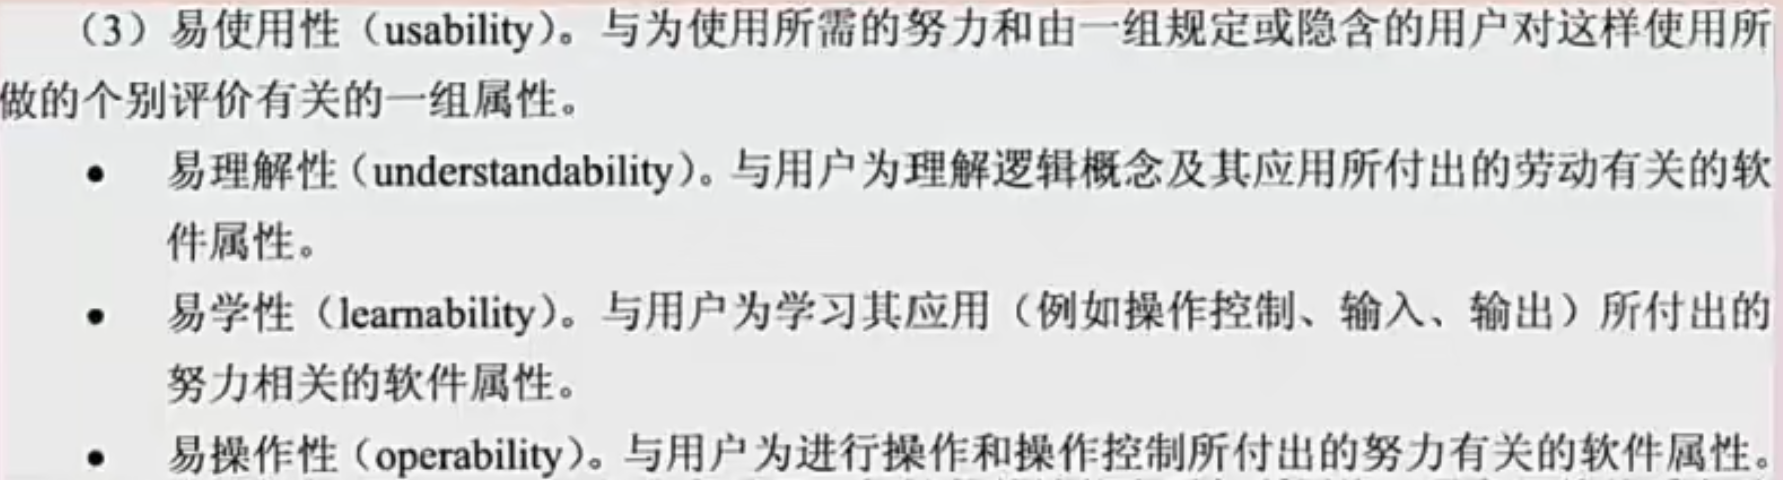 （3）易使用性（usability）。与为使用所需的努力和由一组规定或隐含的用户对这样使用所
做的个别评价有关的一组属性。
● 易理解性（understandability）。与用户为理解逻辑概念及其应用所付出的劳动有关的软
件属性。
● 易学性（learnability）。与用户为学习其应用（例如操作控制、输入、输出）所付出的
努力相关的软件属性。
● 易操作性（operability）。与用户为进行操作和操作控制所付出的努力有关的软件属性。